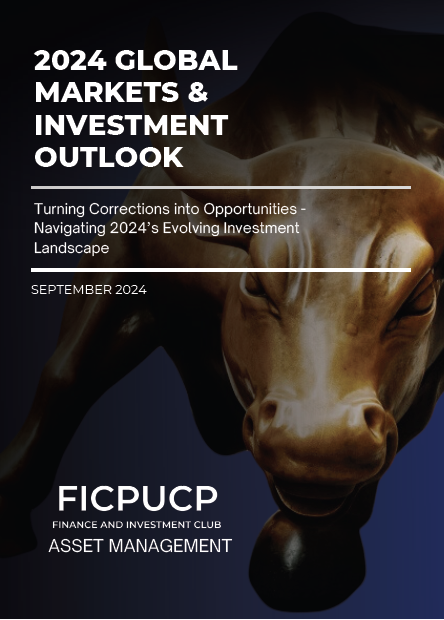 2024 GLOBAL
MARKETS &
INVESTMENT
OUTLOOK
Turning Corrections into Opportunities -
Navigating 2024's Evolving Investment
Landscape
SEPTEMBER 2024
FICPUCP
FINANCE AND INVESTMENT CLUB
ASSET MANAGEMENT